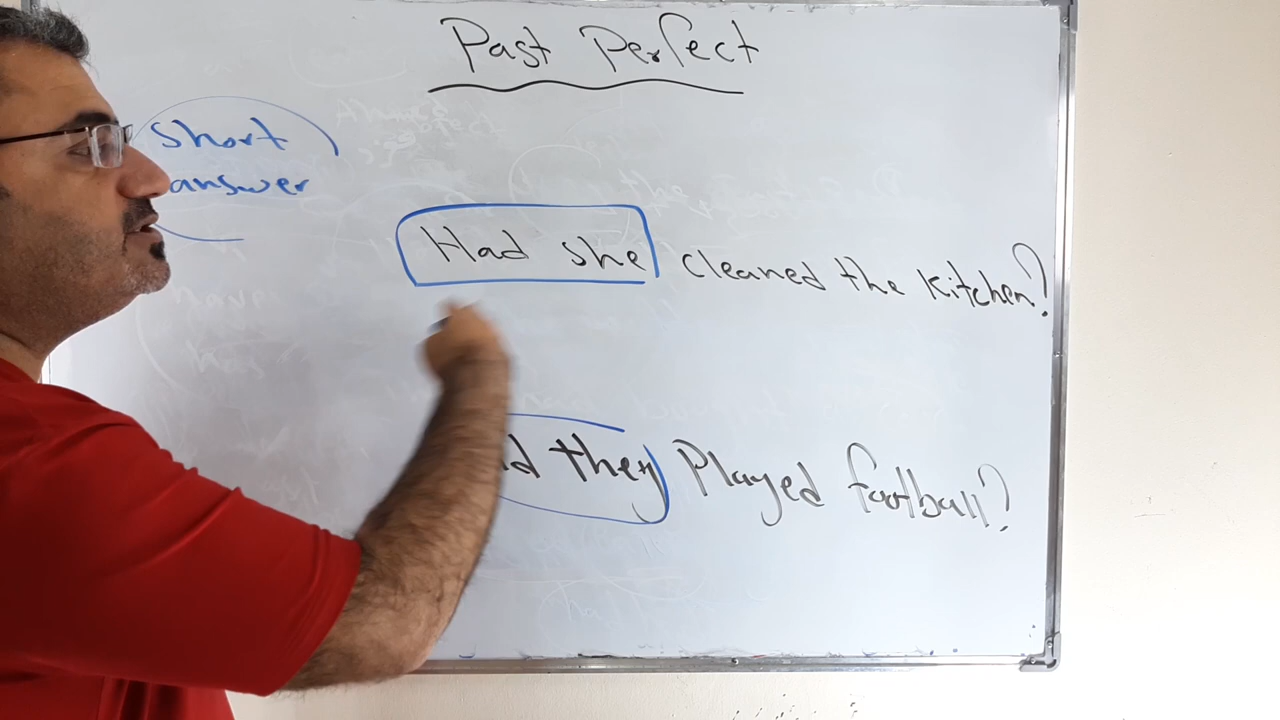 Past Perfect
short
answer
Had she cleaned the kitchen?
they Played football?